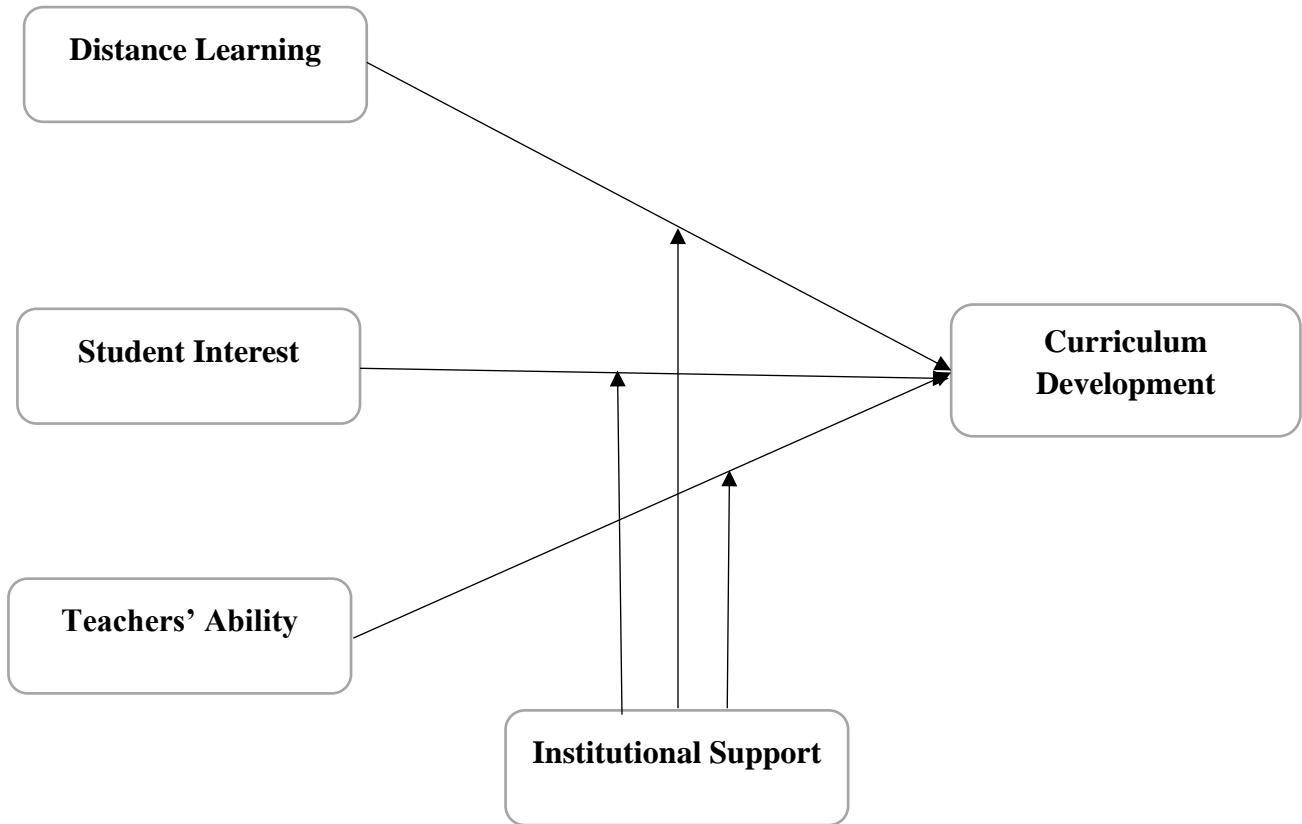 Distance Learning
Student Interest
Curriculum
Development
Teachers’ Ability
Institutional Support